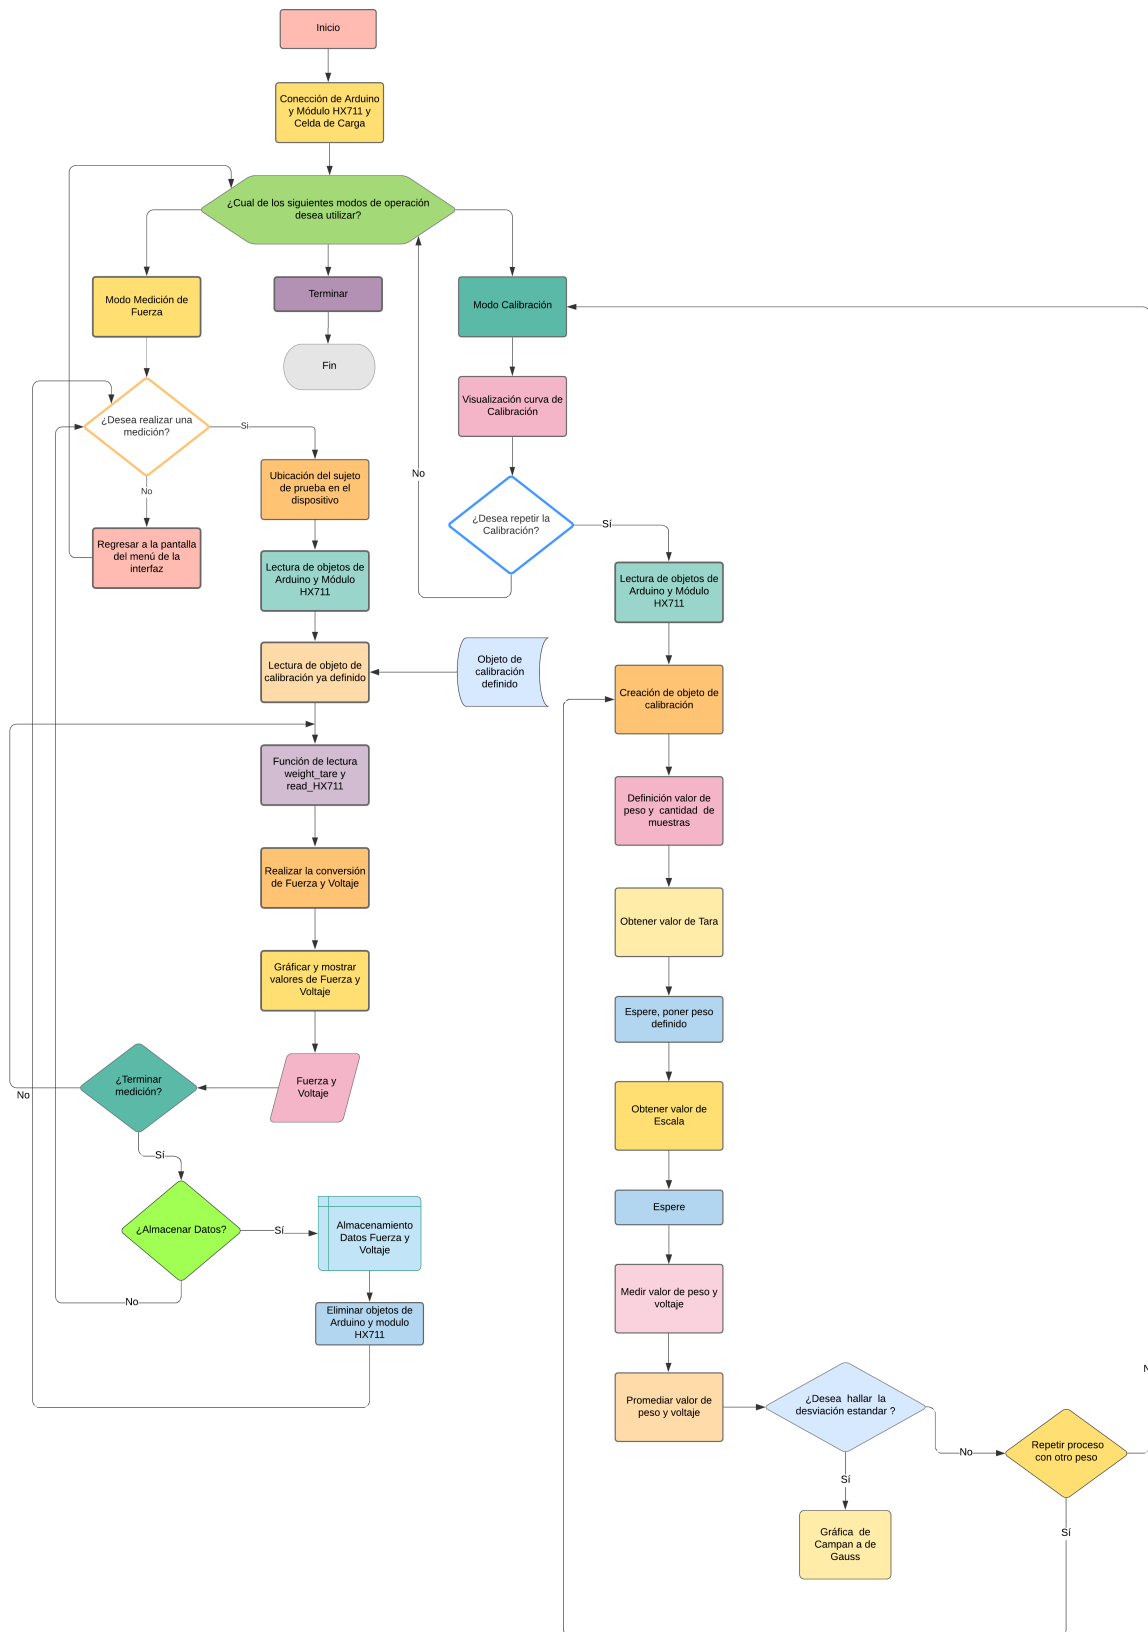 Inicio
Conección de Arduino
y Módulo HX711 y
Celda de Carga
¿Cual de los siguientes modos de operación
desea utilizar?
Modo Medición de
Fuerza
Terminar
Modo Calibración
Fin
Visualización curva de
Calibración
¿Desea realizar una
medición?
Si
No
No
Ubicación del sujeto
de prueba en el
dispositivo
¿Desea repetir la
Calibración?
Sí
Regresar a la pantalla
del menú de la
interfaz
Lectura de objetos de
Arduino y Módulo
HX711
Lectura de objetos de
Arduino y Módulo
HX711
Lectura de objeto de
calibración ya definido
Objeto de
calibración
definido
Creación de objeto de
calibración
Función de lectura
weight_tare y
read_HX711
Definición valor de
peso y cantidad de
muestras
Realizar la conversión
de Fuerza y Voltaje
Obtener valor de Tara
Gráficar y mostrar
valores de Fuerza y
Voltaje
Espere, poner peso
definido
¿Terminar
medición?
Fuerza y
Voltaje
No
Obtener valor de
Escala
Sí
Espere
¿Almacenar Datos?
Sí
Almacenamiento
Datos Fuerza y
Voltaje
No
Eliminar objetos de
Arduino y modulo
HX711
Medir valor de peso y
voltaje
Promediar valor de
peso y voltaje
¿Desea hallar la
desviación estandar ?
No
Repetir proceso
con otro peso
Sí
Gráfica de
Campan a de
Gauss
Sí